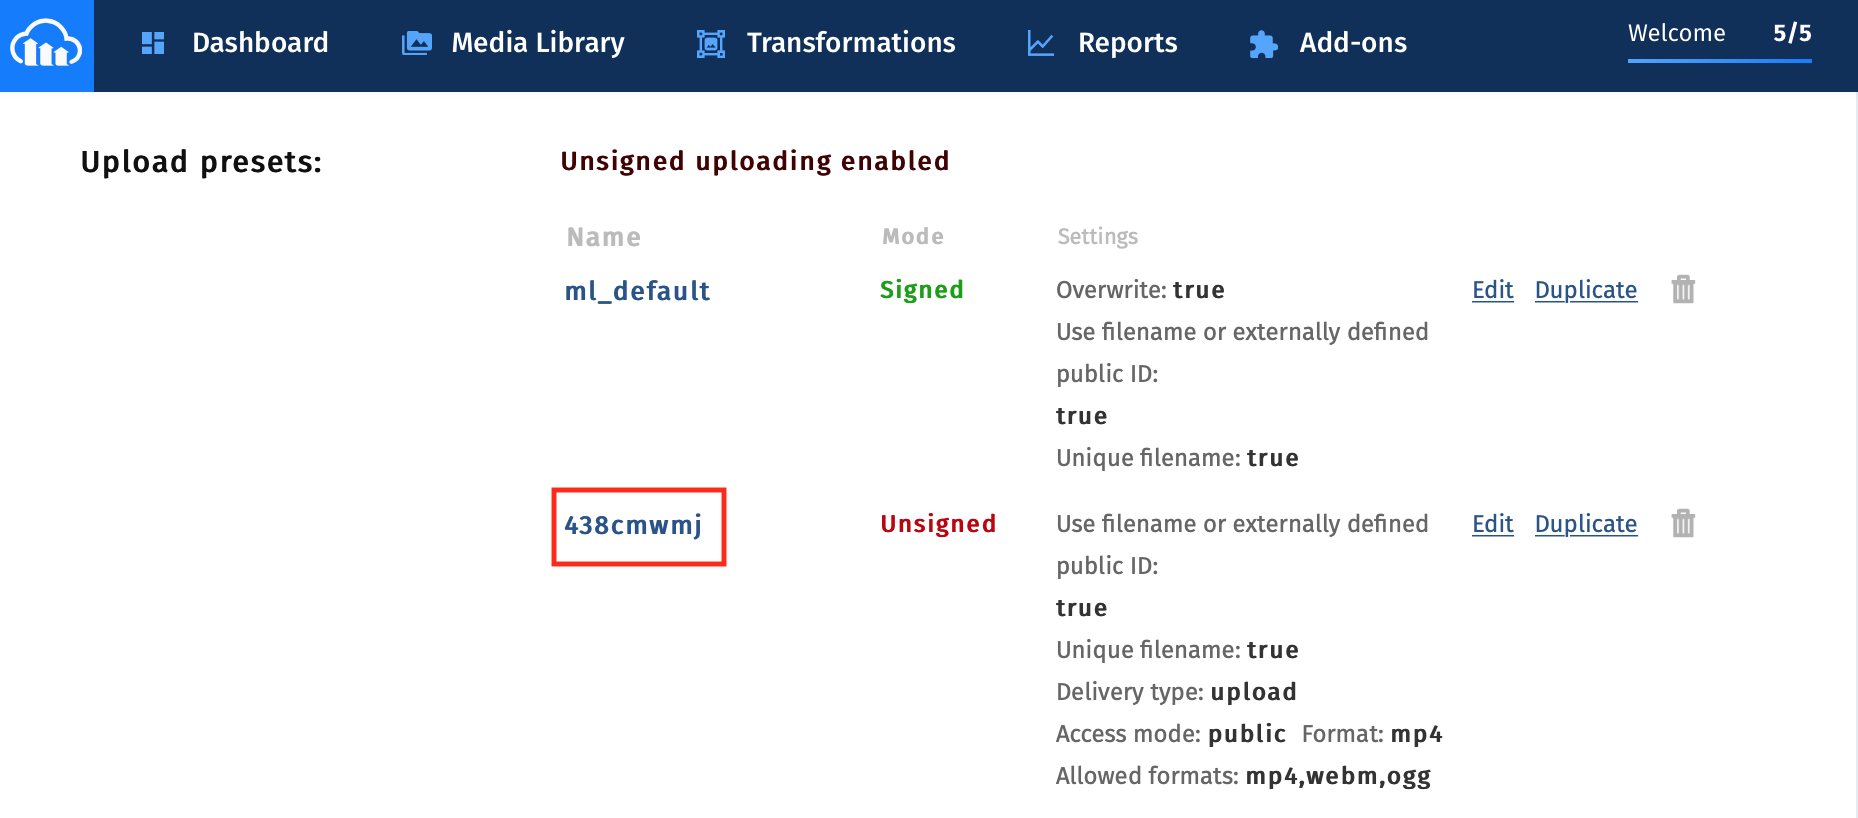 Dashboard Media Library Transformations Reports Add-ons Welcome 5/5
Upload presets: Unsigned uploading enabled
Name Mode Settings
ml_default Signed Overwrite: true Edit Duplicate
Use filename or externally defined
public ID:
true
Unique filename: true
438cmwmj Unsigned Use filename or externally defined Edit Duplicate
public ID:
true
Unique filename: true
Delivery type: upload
Access mode: public Format: mp4
Allowed formats: mp4,webm,ogg